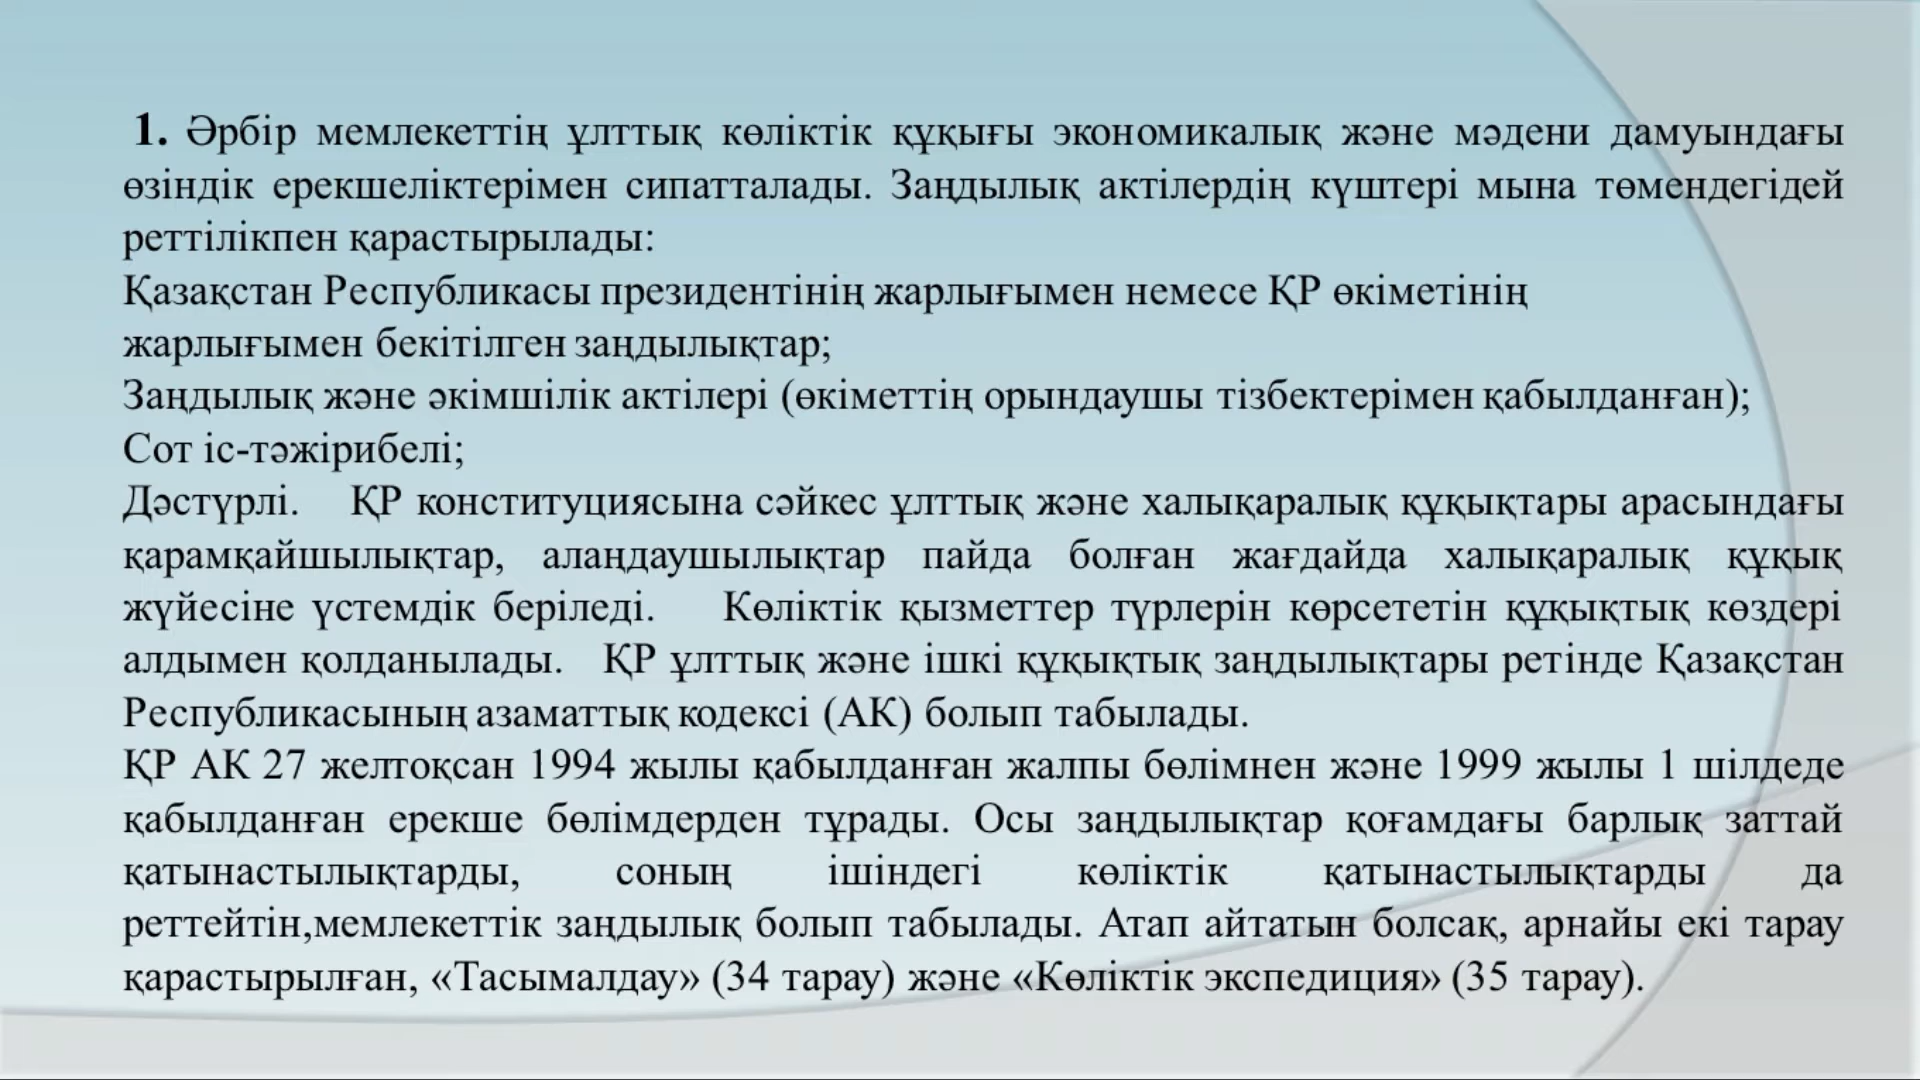 1. Әрбір мемлекеттің ұлттық көліктік құқығы экономикалық және мәдени дамуындағы
өзіндік ерекшеліктерімен сипатталады. Заңдылық актілердің күштері мына төмендегідей
реттілікпен қарастырылады:
Қазақстан Республикасы президентінің жарлығымен немесе ҚР өкіметінің
жарлығымен бекітілген заңдылықтар;
Заңдылық және әкімшілік актілері (өкіметтің орындаушы тізбектерімен қабылданған);
Сот іс-тәжірибелі;
Дәстүрлі. ҚР конституциясына сәйкес ұлттық және халықаралық құқықтары арасындағы
қарамқайшылықтар, алаңдаушылықтар пайда болған жағдайда халықаралық құқық
жүйесіне үстемдік беріледі. Көліктік қызметтер түрлерін көрсететін құқықтық көздері
алдымен қолданылады. ҚР ұлттық және ішкі құқықтық заңдылықтары ретінде Қазақстан
Республикасының азаматтық кодексі (АК) болып табылады.
ҚР АК 27 желтоқсан 1994 жылы қабылданған жалпы бөлімнен және 1999 жылы 1 шілдеде
қабылданған ерекше бөлімдерден тұрады. Осы заңдылықтар қоғамдағы барлық заттай
қатынастылықтарды, соның ішіндегі көліктік қатынастылықтарды да
реттейтін,мемлекеттік заңдылық болып табылады. Атап айтатын болсақ, арнайы екі тарау
қарастырылған, «Тасымалдау» (34 тарау) және «Көліктік экспедиция» (35 тарау).